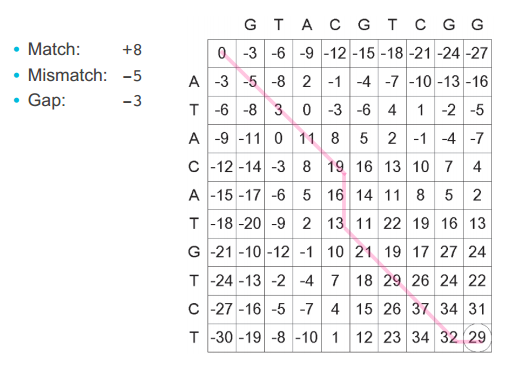 G T A C G T C G G
0 -3 -6 -9 -12 -15 -18 -21 -24 -27
• Match: +8
A -3 -5 -8 2 -1 -4 -7 -10 -13 -16
• Mismatch: −5
• Gap: −3
T -6 -8 3 0 -3 -6 4 1 -2 -5
A -9 -11 0 11 8 5 2 -1 -4 -7
C -12 -14 -3 8 19 16 13 10 7 4
A -15 -17 -6 5 16 14 11 8 5 2
T -18 -20 -9 2 13 11 22 19 16 13
G -21 -10 -12 -1 10 21 19 17 27 24
T -24 -13 -2 -4 7 18 29 26 24 22
C -27 -16 -5 -7 4 15 26 37 34 31
T -30 -19 -8 -10 1 12 23 34 32 29